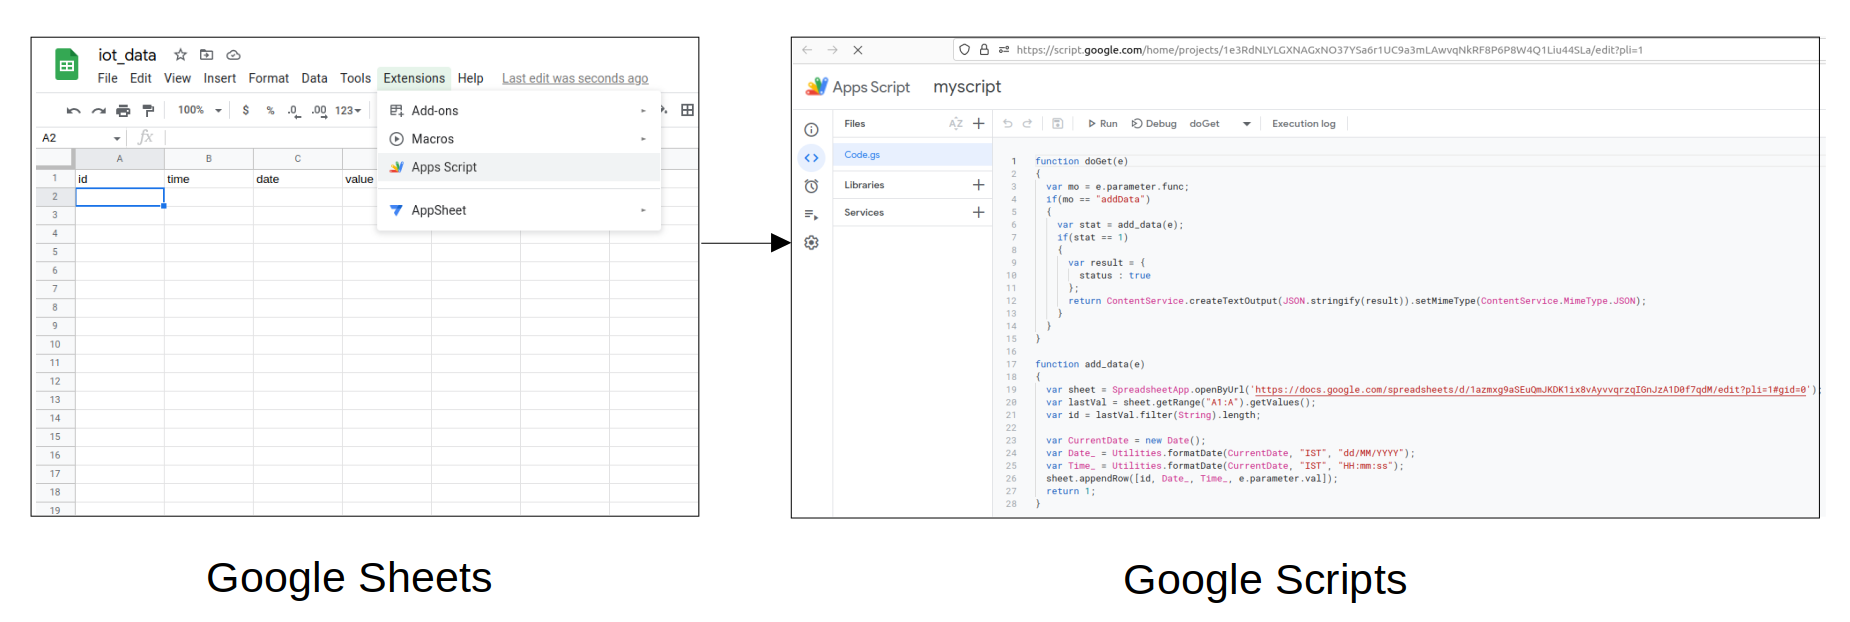 iot_data
File Edit View Insert Format Data Tools Extensions Help Last edit was seconds ago
100% $ % .0 .00 123
Add-ons
A2
Macros
A B C
Apps Script
1 id time date value
2
AppSheet
3
4
5
6
7
8
9
10
11
12
13
14
15
16
17
18
19
Google Sheets
https://script.google.com/home/projects/1e3RdNLYLGXNAGxNO37YSa6r1UC9a3mLAwvqNkRF8P6P8W4Q1Liu44SLa/edit?pli=1
Apps Script myscript
Files AZ Run Debug doGet Execution log
Code.gs
Libraries
Services
1 function doGet(e)
2 {
3 var mo = e.parameter.func;
4 if(mo == "addData")
5 {
6 var stat = add_data(e);
7 if(stat == 1)
8 {
9 var result = {
10 status : true
11 };
12 return ContentService.createTextOutput(JSON.stringify(result)).setMimeType(ContentService.MimeType.JSON);
13 }
14 }
15 }
16
17 function add_data(e)
18 {
19 var sheet = SpreadsheetApp.openByUrl('https://docs.google.com/spreadsheets/d/1azmxg9aSEuQmJKDK1ix8vAyvvqrzqIGnJzA1D0f7qdM/edit?pli=1#gid=0');
20 var lastVal = sheet.getRange("A1:A").getValues();
21 var id = lastVal.filter(String).length;
22
23 var CurrentDate = new Date();
24 var Date_ = Utilities.formatDate(CurrentDate, "IST", "dd/MM/YYYY");
25 var Time_ = Utilities.formatDate(CurrentDate, "IST", "HH:mm:ss");
26 sheet.appendRow([id, Date_, Time_, e.parameter.val]);
27 return 1;
28 }
Google Scripts